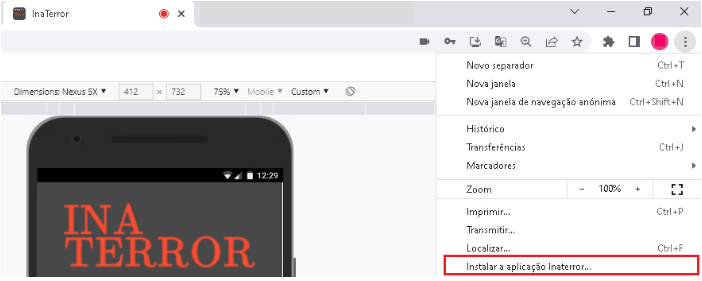 InaTerror
Dimensions: Nexus 5X ▼ 412 × 732 75% ▼ Mobile ▼ Custom ▼
12:29
INA
TERROR
Novo separador Ctrl+T
Nova janela Ctrl+N
Nova janela de navegação anónima Ctrl+Shift+N
Histórico
Transferências Ctrl+J
Marcadores
Zoom − 100% +
Imprimir... Ctrl+P
Transmitir...
Localizar... Ctrl+F
Instalar a aplicação Inaterror...